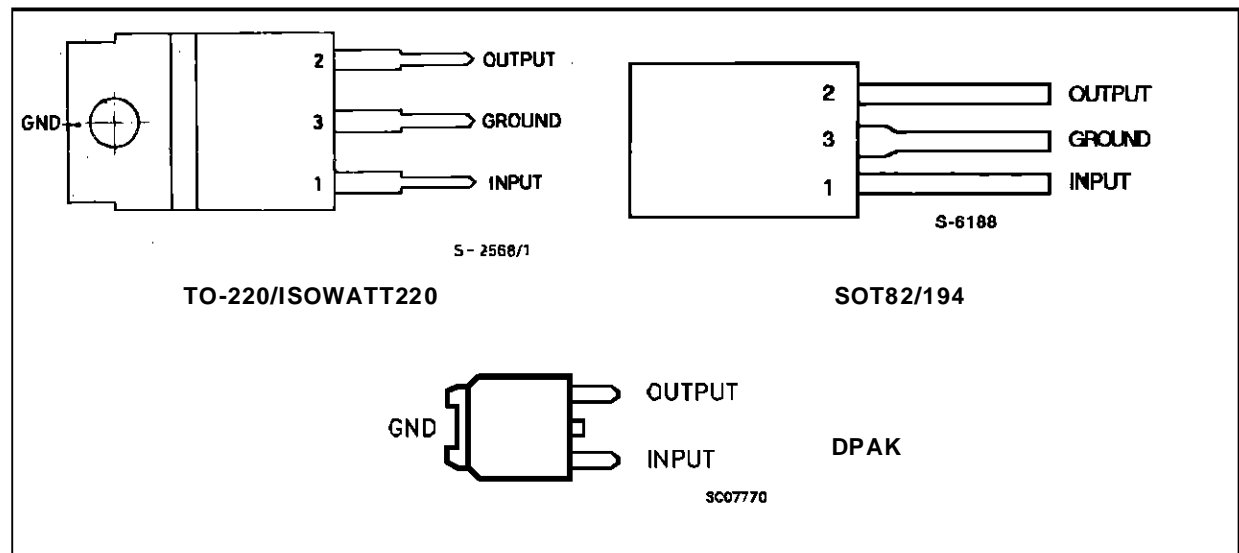 2 OUTPUT
GND
3 GROUND
1 INPUT
S-2568/1
TO-220/ISOWATT220
2 OUTPUT
3 GROUND
1 INPUT
S-6188
SOT82/194
OUTPUT
GND
INPUT
DPAK
SC07770